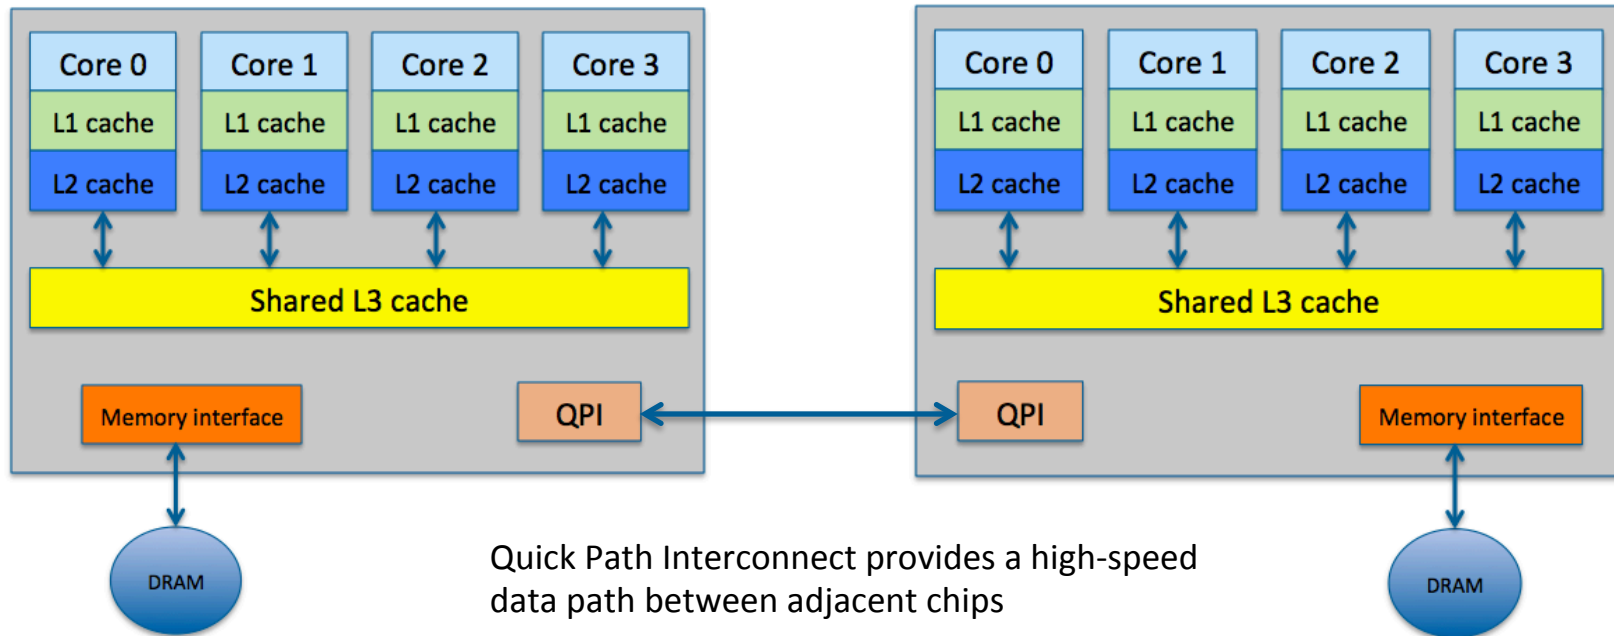 Core 0
Core 1
Core 2
Core 3
L1 cache
L1 cache
L1 cache
L1 cache
L2 cache
L2 cache
L2 cache
L2 cache
Shared L3 cache
Memory interface
QPI
DRAM
Core 0
Core 1
Core 2
Core 3
L1 cache
L1 cache
L1 cache
L1 cache
L2 cache
L2 cache
L2 cache
L2 cache
Shared L3 cache
QPI
Memory interface
DRAM
Quick Path Interconnect provides a high-speed
data path between adjacent chips